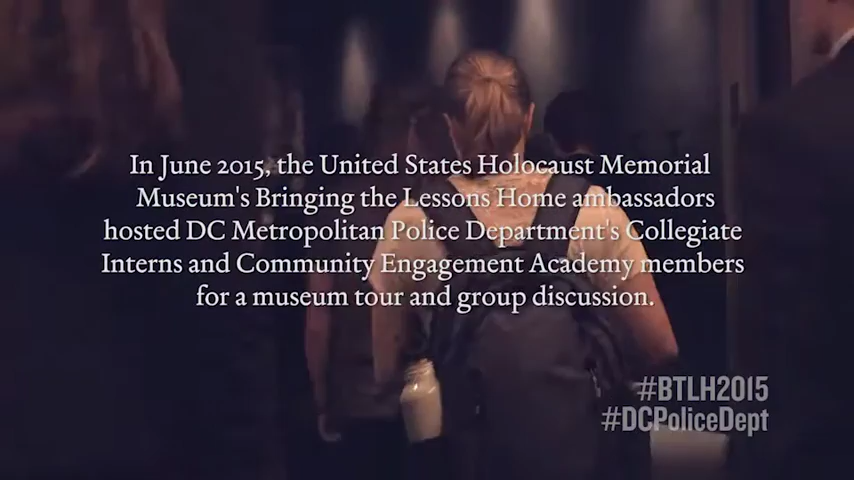 In June 2015, the United States Holocaust Memorial
Museum's Bringing the Lessons Home ambassadors
hosted DC Metropolitan Police Department's Collegiate
Interns and Community Engagement Academy members
for a museum tour and group discussion.
#BTLH2015
#DCPoliceDept